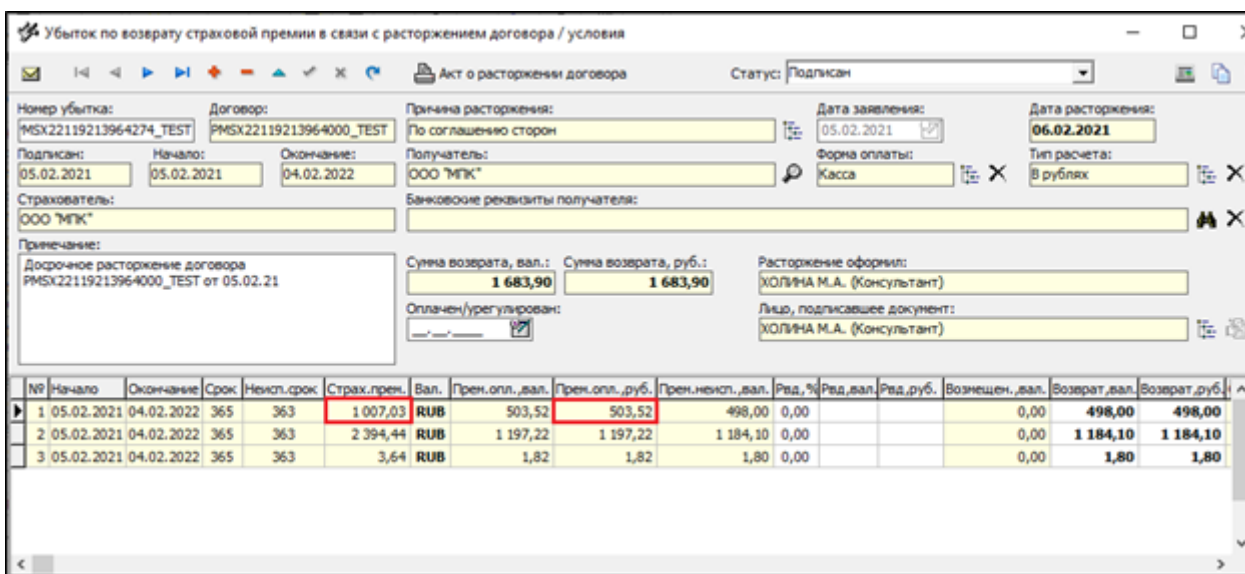 Убыток по возврату страховой премии в связи с расторжением договора / условия
Акт о расторжении договора Статус: Подписан
Номер убытка: Договор: Причина расторжения: Дата заявления: Дата расторжения:
MSX22119213964274_TEST PMSX22119213964000_TEST По соглашению сторон 05.02.2021 06.02.2021
Подписан: Начало: Окончание: Получатель: Форма оплаты: Тип расчета:
05.02.2021 05.02.2021 04.02.2022 ООО "МПК" Касса В рублях
Страхователь: Банковские реквизиты получателя:
ООО "МПК"
Примечание:
Досрочное расторжение договора
PMSX22119213964000_TEST от 05.02.21
Сумма возврата, вал.: Сумма возврата, руб.: Расторжение оформил:
1 683,90 1 683,90 ХОЛИНА М.А. (Консультант)
Оплачен/урегулирован: Лицо, подписавшее документ:
__.__.____ ХОЛИНА М.А. (Консультант)
№ Начало Окончание Срок Неисп.срок Страх.прем. Вал. Прем.опл.,вал. Прем.опл.,руб. Прем.неисп.,вал. Рвд,% Рвд,вал. Рвд,руб. Возмещен.,вал. Возврат,вал. Возврат,руб.
1 05.02.2021 04.02.2022 365 363 1 007,03 RUB 503,52 503,52 498,00 0,00 0,00 498,00 498,00
2 05.02.2021 04.02.2022 365 363 2 394,44 RUB 1 197,22 1 197,22 1 184,10 0,00 0,00 1 184,10 1 184,10
3 05.02.2021 04.02.2022 365 363 3,64 RUB 1,82 1,82 1,80 0,00 0,00 1,80 1,80